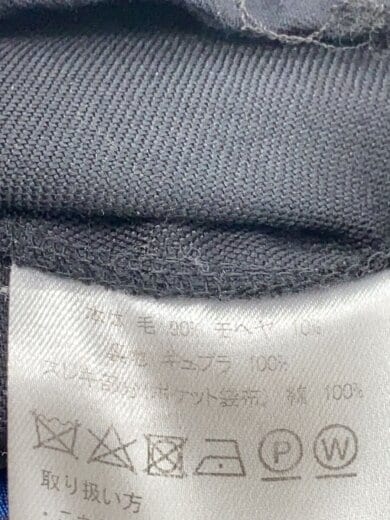 本体 毛 90% モヘヤ 10%
裏地 キュプラ 100%
スレキ部分(ポケット袋布) 綿 100%
P W
取り扱い方